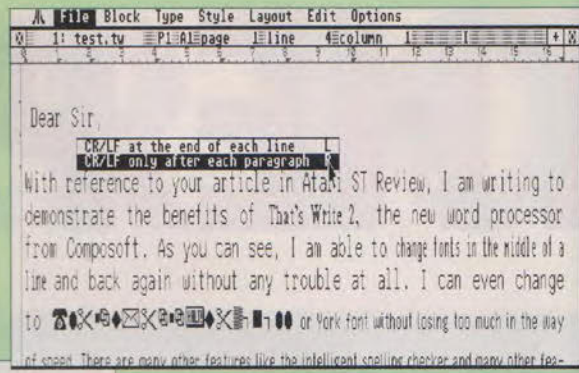 File Block Type Style Layout Edit Options
1: test.tw P1 A1 page 1 line 4 column 1
Dear Sir,
CR/LF at the end of each line L
CR/LF only after each paragraph R
With reference to your article in Atari ST Review, I am writing to
demonstrate the benefits of That's Write 2, the new word processor
from Composoft. As you can see, I am able to change fonts in the middle of a
line and back again without any trouble at all. I can even change
to or York font without losing too much in the way
of speed. There are many other features like the intelligent spelling checker and many other fea-